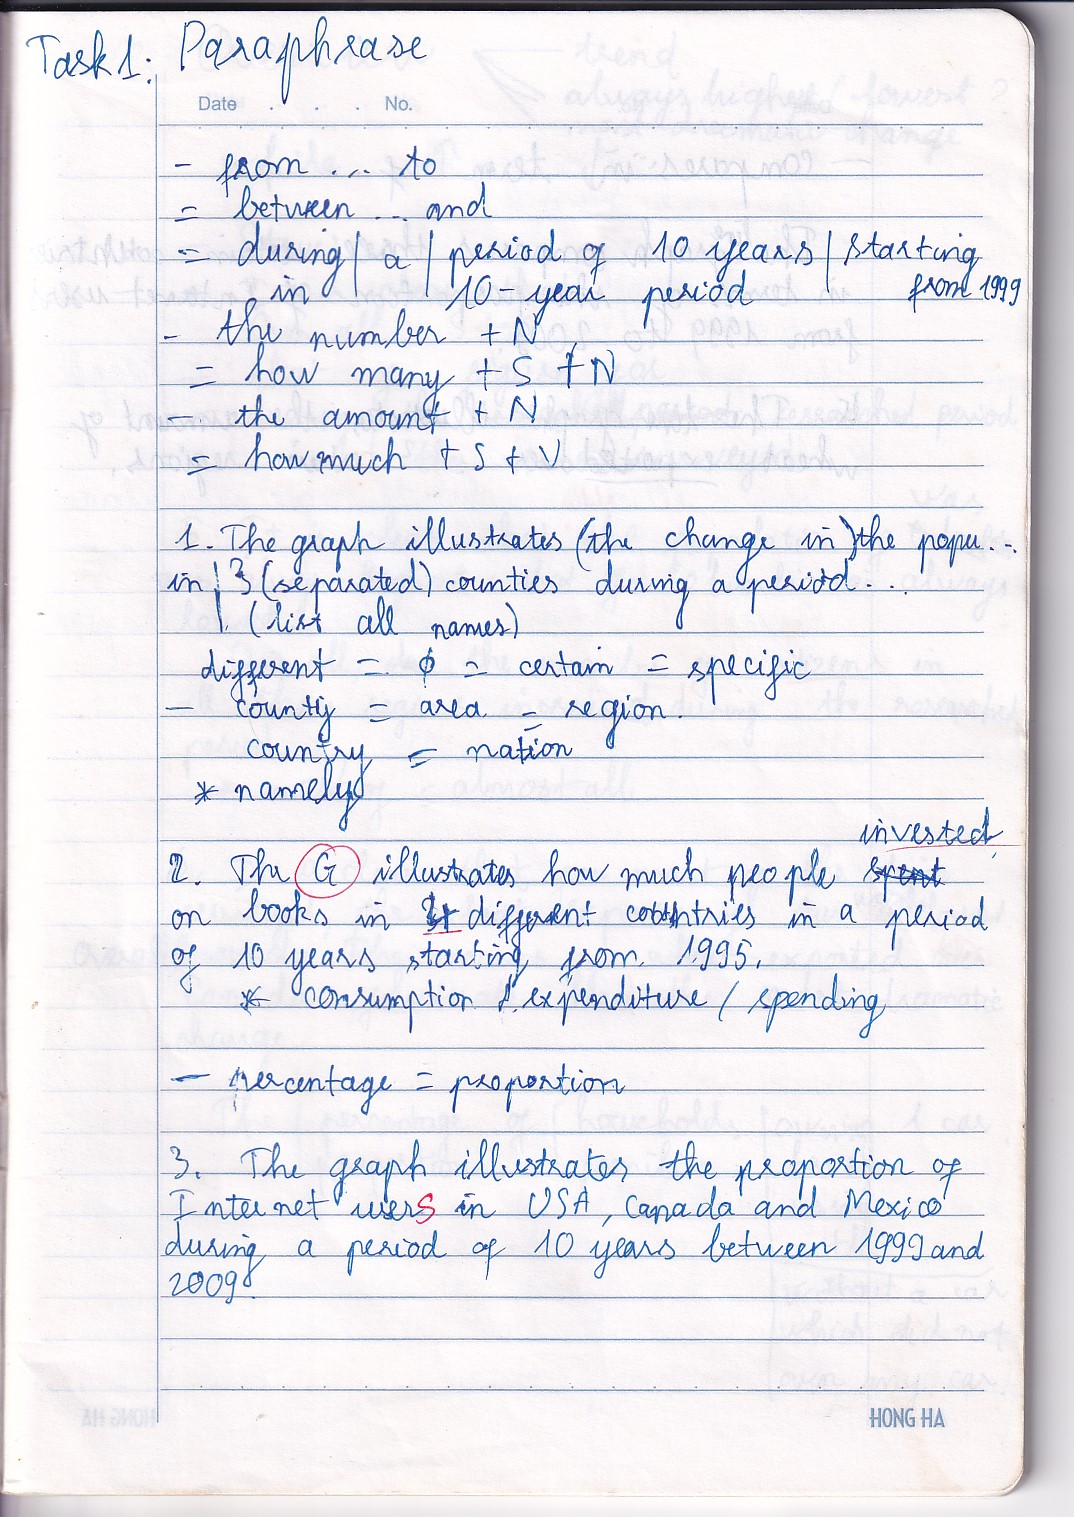 Task 1: Paraphrase
Date . . . No.
- from ... to
= between ... and
= during | a | period of 10 years | starting
in 10-year period from 1999
- the number + N
= how many + S + N
- the amount + N
= how much + S + V
1. The graph illustrates (the change in) the popu...
in 3 (separated) counties during a period ...
(list all names)
different = ϕ = certain = specific
- county = area = region.
country = nation
* namely
invested
2. The G illustrates how much people spent
on books in different countries in a period
of 10 years starting from 1995.
* consumption / expenditure / spending
- percentage = proportion
3. The graph illustrates the proportion of
Internet users in USA, Canada and Mexico
during a period of 10 years between 1999 and
2009.
HONG HA